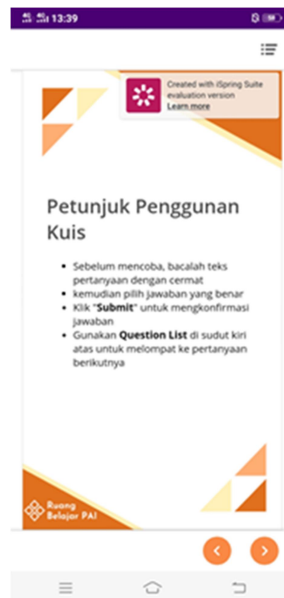 13:39
Created with iSpring Suite
evaluation version
Learn more
Petunjuk Penggunan
Kuis
• Sebelum mencoba, bacalah teks
pertanyaan dengan cermat
• kemudian pilih jawaban yang benar
• Klik "Submit" untuk mengkonfirmasi
jawaban
• Gunakan Question List di sudut kiri
atas untuk melompat ke pertanyaan
berikutnya
Ruang
Belajar PAI